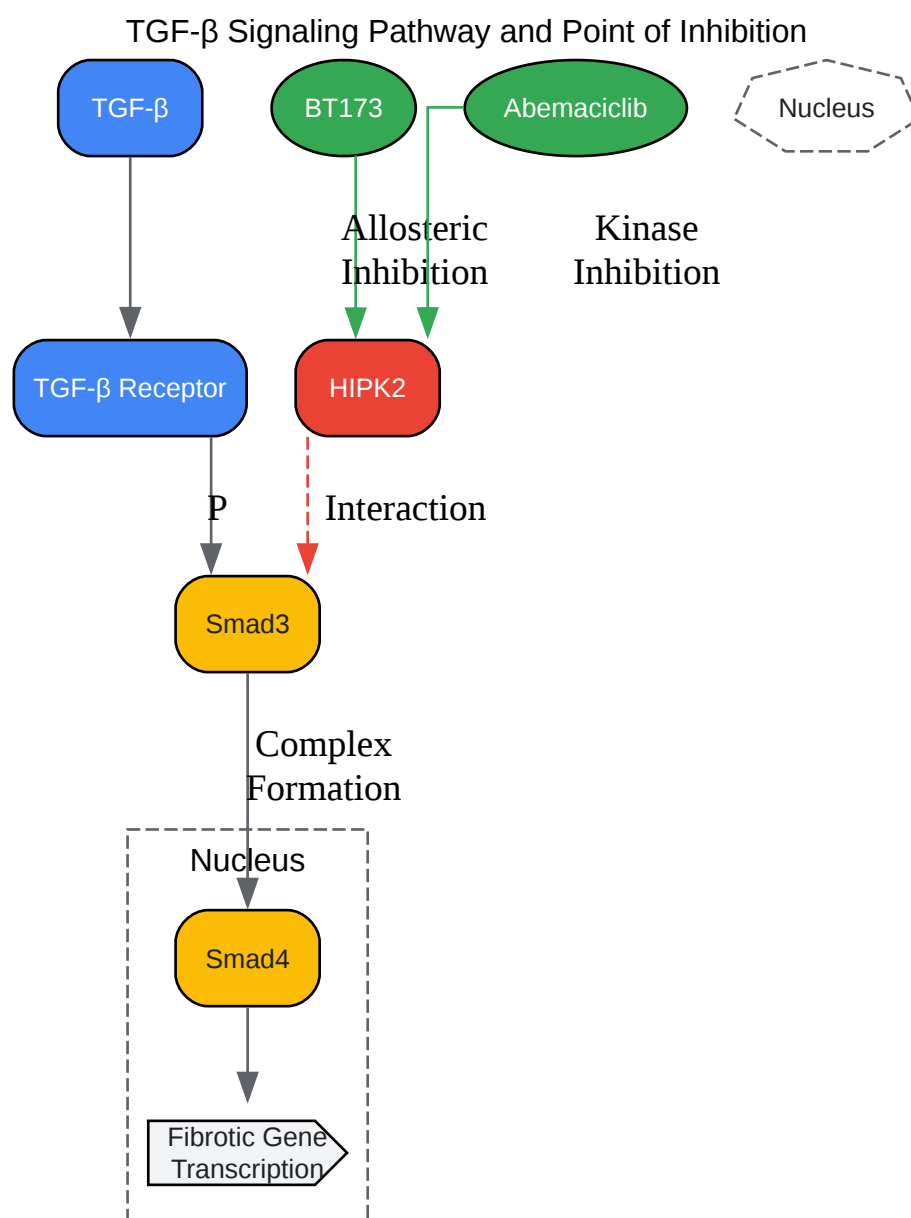 TGF-β Signaling Pathway and Point of Inhibition
TGF-β
BT173
Abemaciclib
Nucleus
Allosteric
Inhibition
Kinase
Inhibition
TGF-β Receptor
HIPK2
P
Interaction
Smad3
Complex
Formation
Nucleus
Smad4
Fibrotic Gene
Transcription